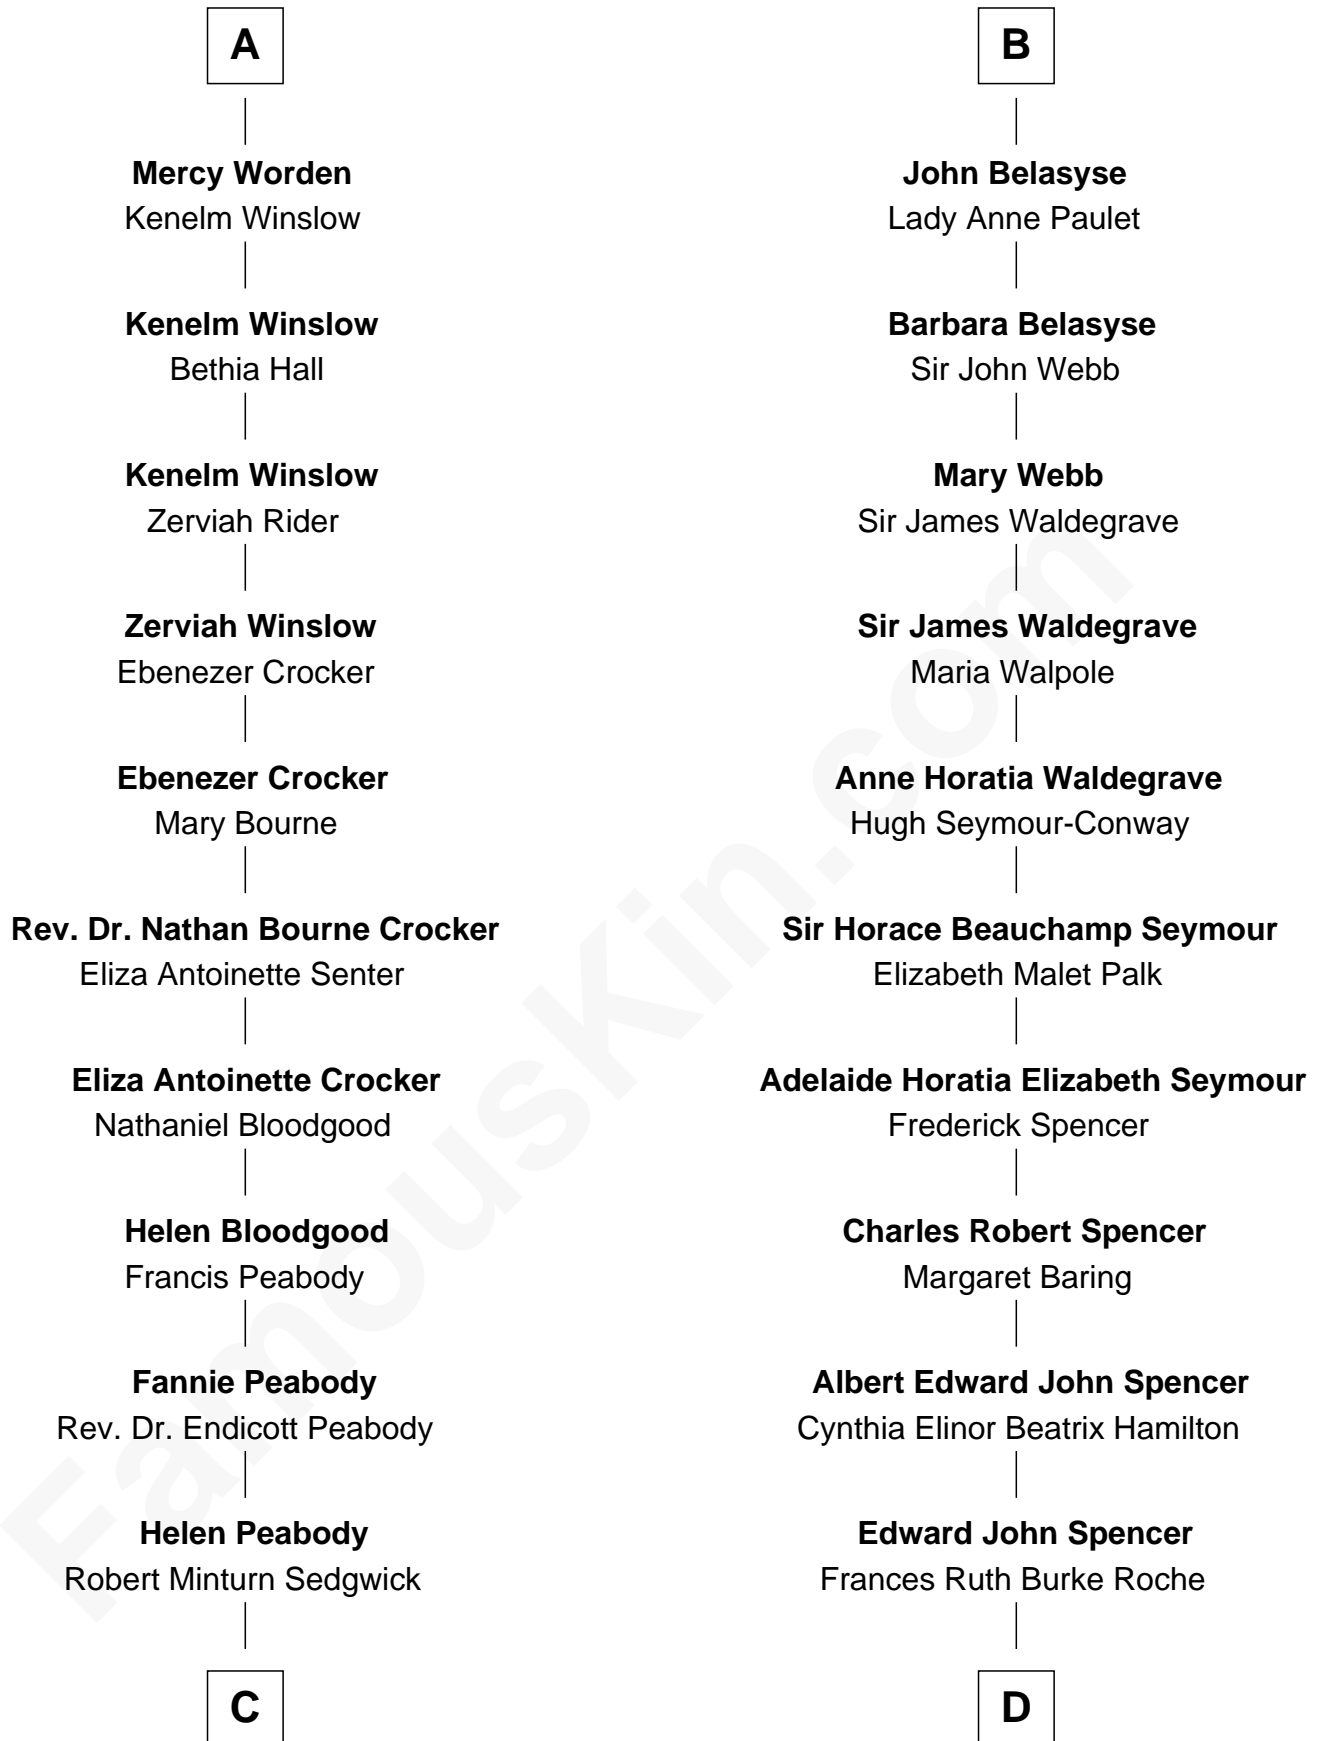 A
Mercy Worden
Kenelm Winslow
Kenelm Winslow
Bethia Hall
Kenelm Winslow
Zerviah Rider
Zerviah Winslow
Ebenezer Crocker
Ebenezer Crocker
Mary Bourne
Rev. Dr. Nathan Bourne Crocker
Eliza Antoinette Senter
Eliza Antoinette Crocker
Nathaniel Bloodgood
Helen Bloodgood
Francis Peabody
Fannie Peabody
Rev. Dr. Endicott Peabody
Helen Peabody
Robert Minturn Sedgwick
C
B
John Belasyse
Lady Anne Paulet
Barbara Belasyse
Sir John Webb
Mary Webb
Sir James Waldegrave
Sir James Waldegrave
Maria Walpole
Anne Horatia Waldegrave
Hugh Seymour-Conway
Sir Horace Beauchamp Seymour
Elizabeth Malet Palk
Adelaide Horatia Elizabeth Seymour
Frederick Spencer
Charles Robert Spencer
Margaret Baring
Albert Edward John Spencer
Cynthia Elinor Beatrix Hamilton
Edward John Spencer
Frances Ruth Burke Roche
D
FamousKin.com